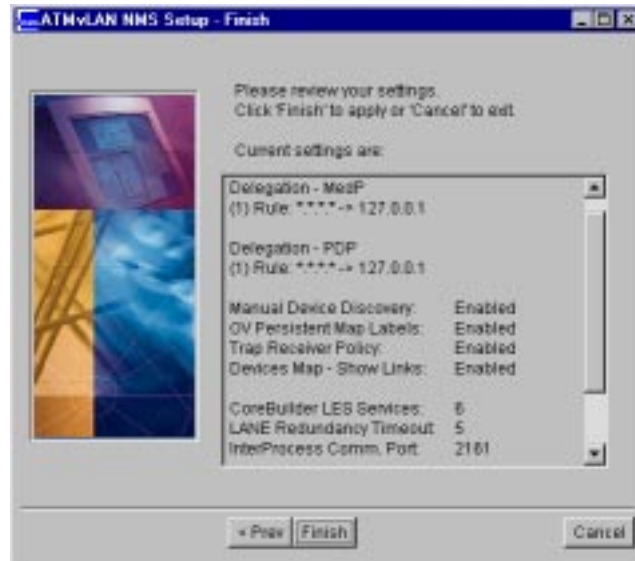 ATMvLAN NMS Setup - Finish
Please review your settings.
Click 'Finish' to apply or 'Cancel' to exit.
Current settings are:
Delegation - MedP
(1) Rule: *.*.*.* -> 127.0.0.1
Delegation - PDP
(1) Rule: *.*.*.* -> 127.0.0.1
Manual Device Discovery: Enabled
OV Persistent Map Labels: Enabled
Trap Receiver Policy: Enabled
Devices Map - Show Links: Enabled
CoreBuilder LES Services: 6
LANE Redundancy Timeout: 5
InterProcess Comm. Port: 2161
< Prev Finish Cancel